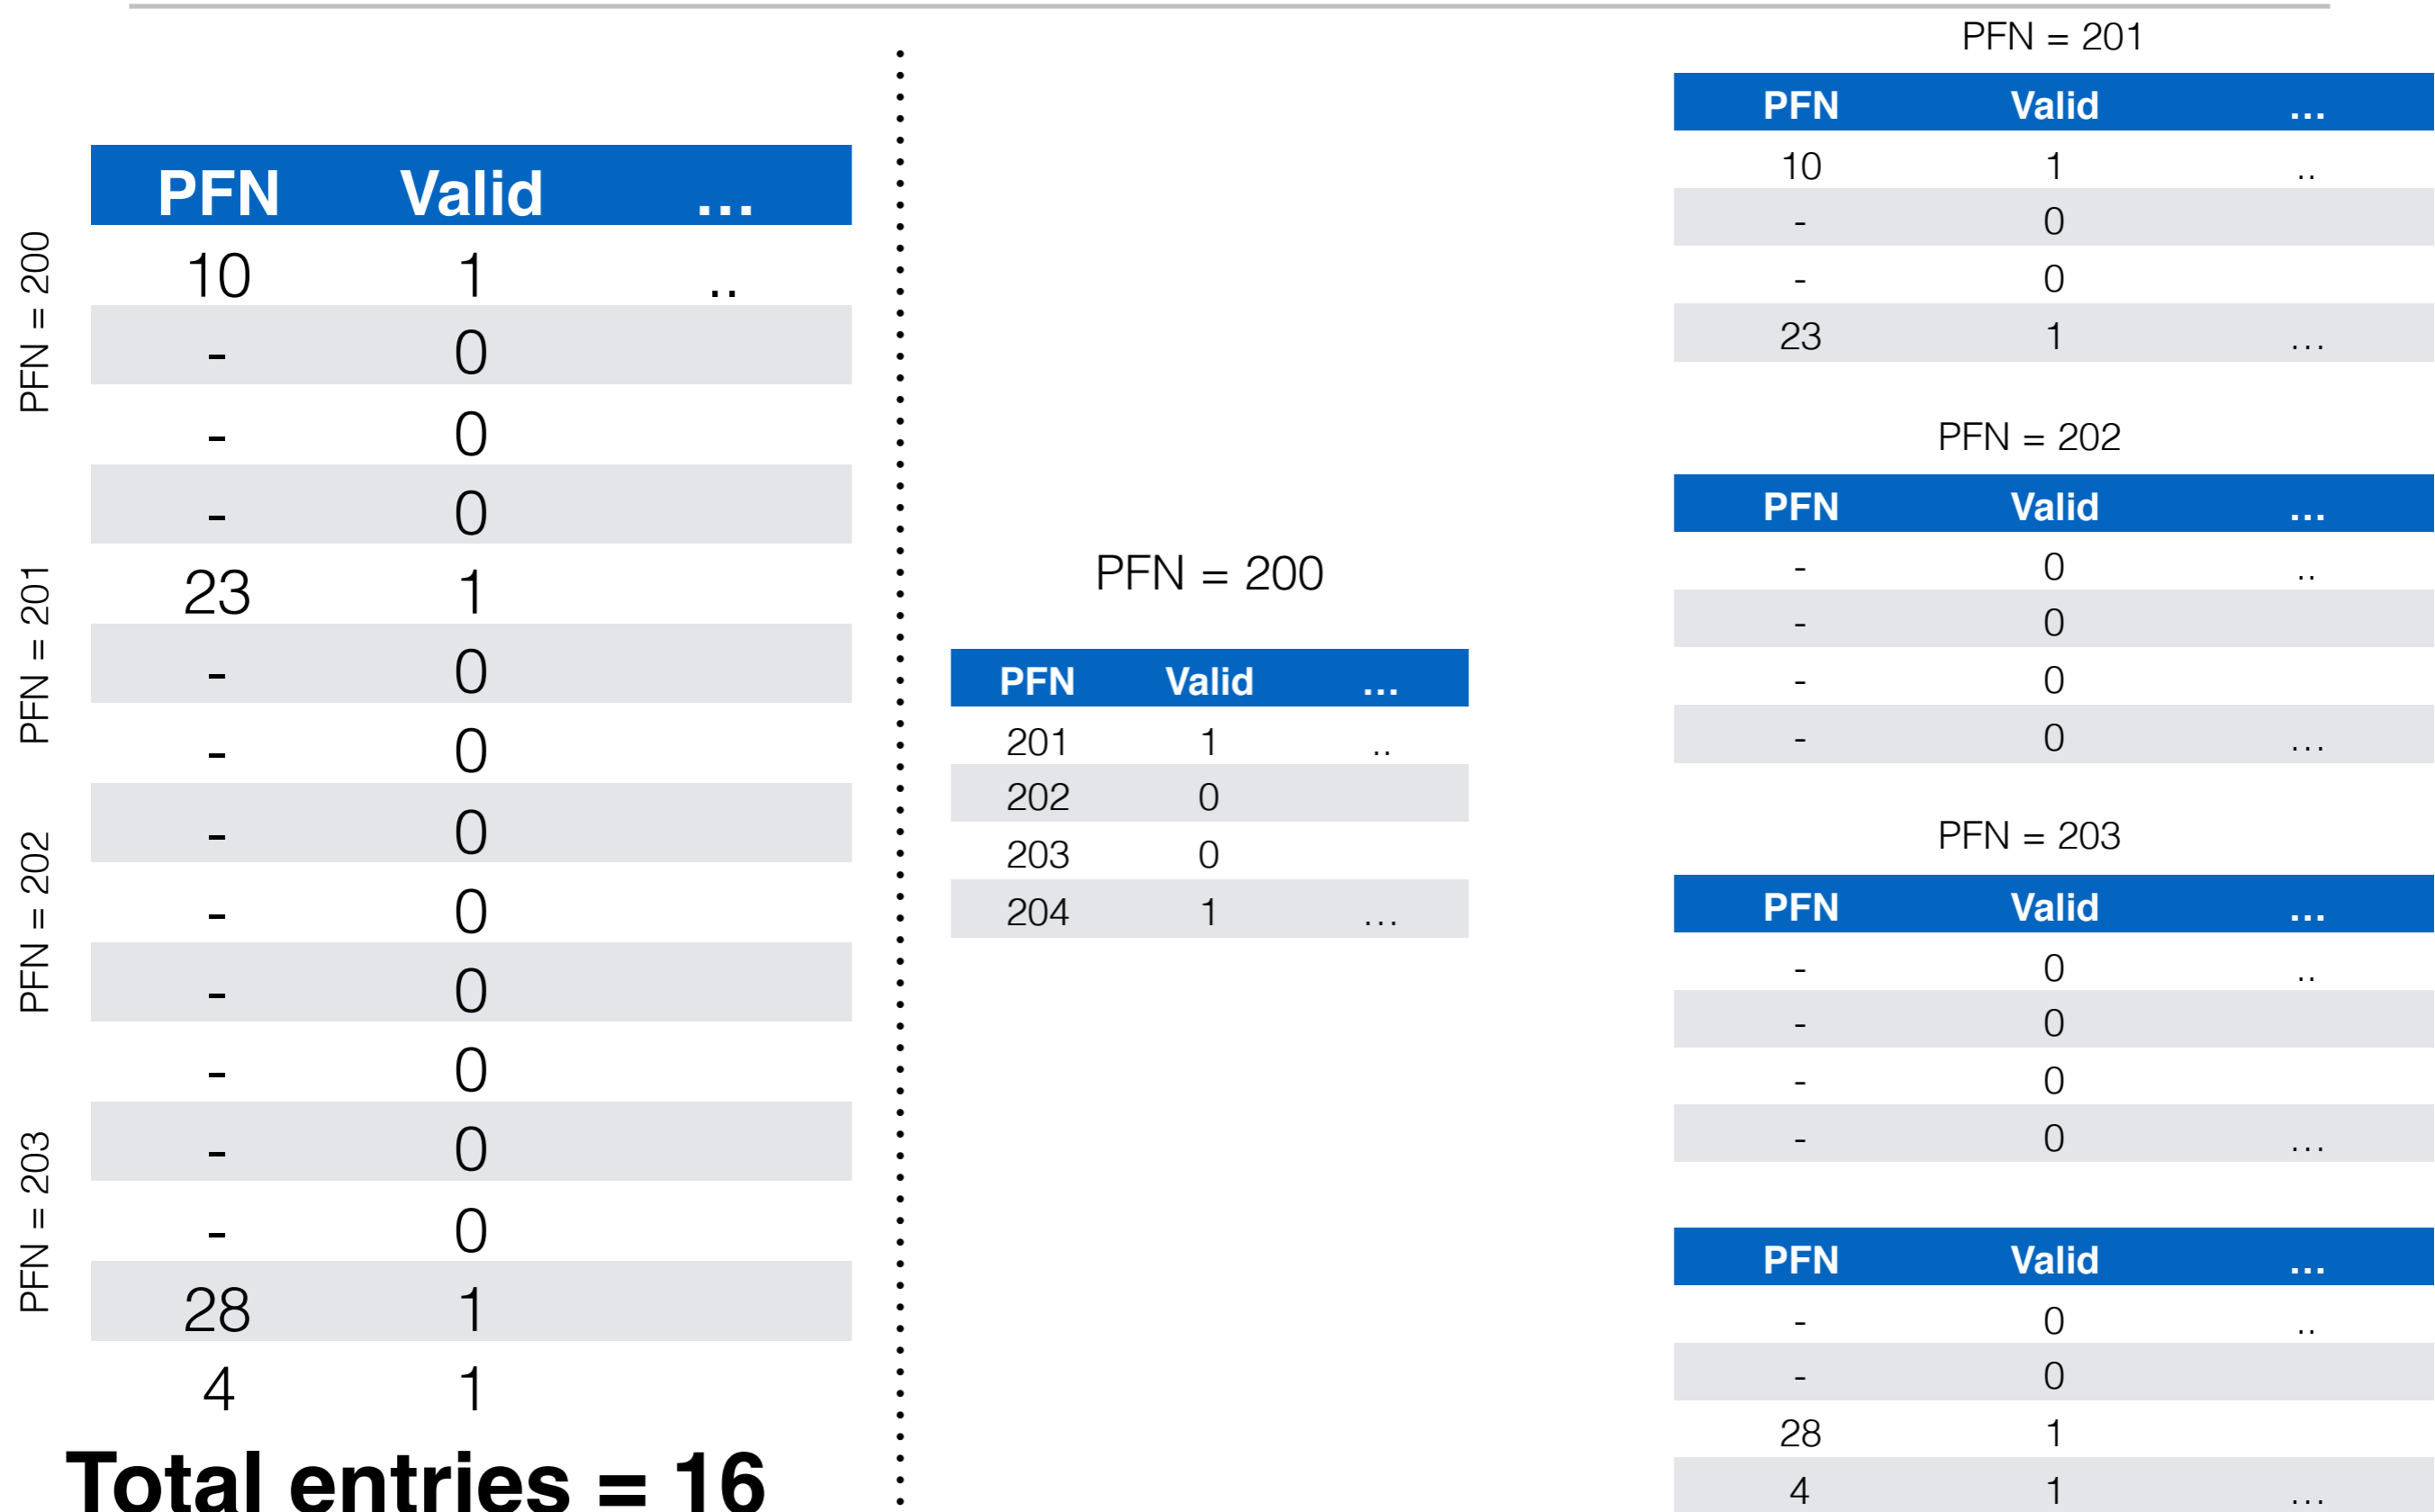 PFN Valid ...
PFN = 200
10 1 ..
- 0
- 0
- 0
PFN = 201
23 1
- 0
- 0
- 0
PFN = 202
- 0
- 0
- 0
- 0
PFN = 203
- 0
28 1
4 1
Total entries = 16
PFN = 200
PFN Valid ...
201 1 ..
202 0
203 0
204 1 ...
PFN = 201
PFN Valid ...
10 1 ..
- 0
- 0
23 1 ...
PFN = 202
PFN Valid ...
- 0 ..
- 0
- 0
- 0 ...
PFN = 203
PFN Valid ...
- 0 ..
- 0
- 0
- 0 ...
PFN Valid ...
- 0 ..
- 0
28 1
4 1 ...